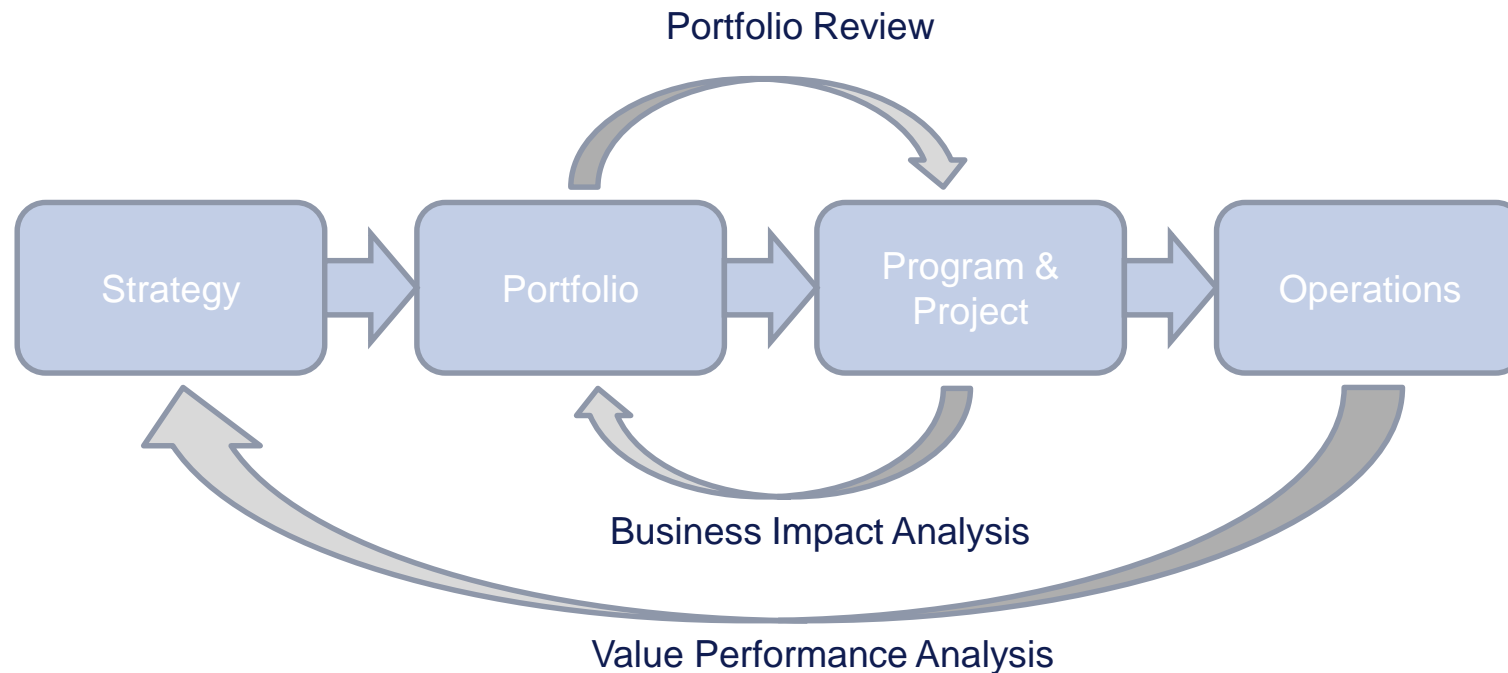 Portfolio Review
Strategy
Portfolio
Program &
Project
Operations
Business Impact Analysis
Value Performance Analysis